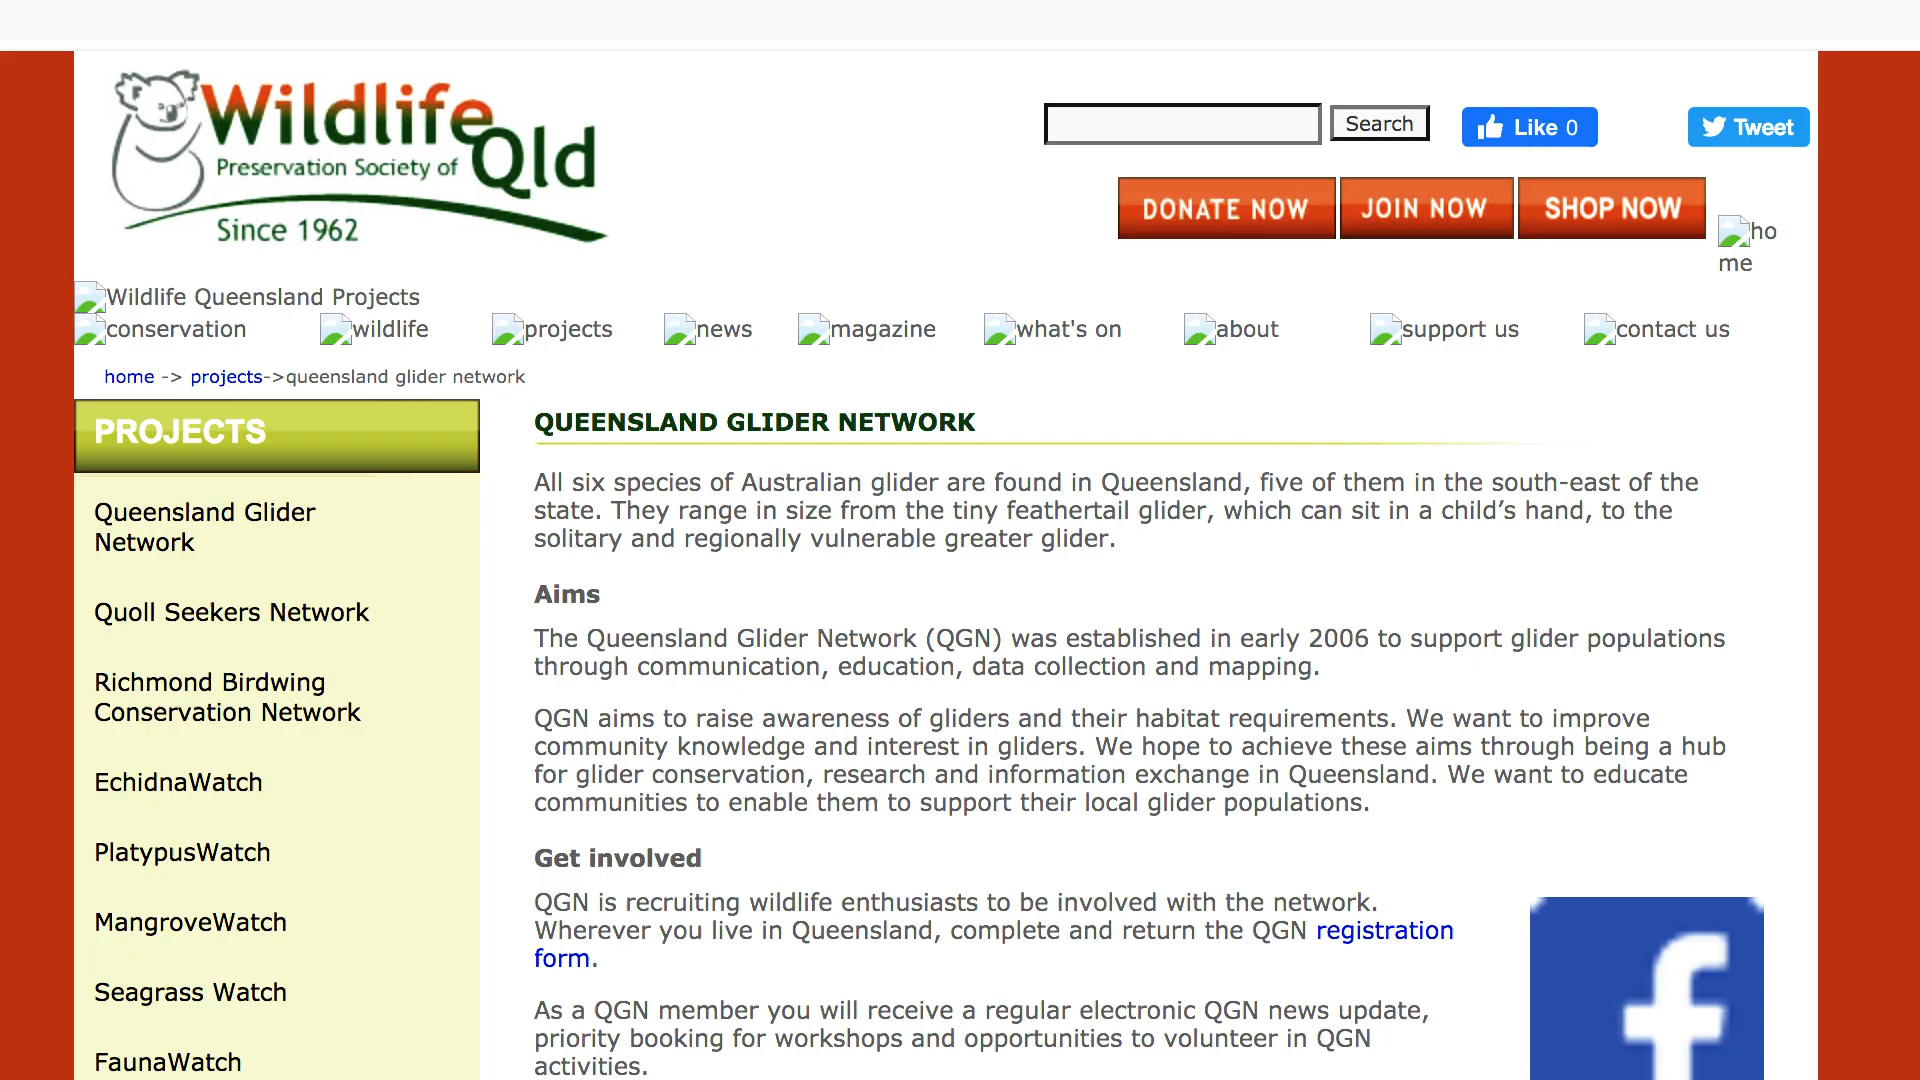 Wildlife
Qld
Preservation Society of
Since 1962
Search
Like 0
Tweet
DONATE NOW
JOIN NOW
SHOP NOW
ho
me
Wildlife Queensland Projects
conservation
wildlife
projects
news
magazine
what's on
about
support us
contact us
home -> projects->queensland glider network
PROJECTS
Queensland Glider
Network
Quoll Seekers Network
Richmond Birdwing
Conservation Network
EchidnaWatch
PlatypusWatch
MangroveWatch
Seagrass Watch
FaunaWatch
QUEENSLAND GLIDER NETWORK
All six species of Australian glider are found in Queensland, five of them in the south-east of the
state. They range in size from the tiny feathertail glider, which can sit in a child’s hand, to the
solitary and regionally vulnerable greater glider.
Aims
The Queensland Glider Network (QGN) was established in early 2006 to support glider populations
through communication, education, data collection and mapping.
QGN aims to raise awareness of gliders and their habitat requirements. We want to improve
community knowledge and interest in gliders. We hope to achieve these aims through being a hub
for glider conservation, research and information exchange in Queensland. We want to educate
communities to enable them to support their local glider populations.
Get involved
QGN is recruiting wildlife enthusiasts to be involved with the network.
Wherever you live in Queensland, complete and return the QGN registration
form.
As a QGN member you will receive a regular electronic QGN news update,
priority booking for workshops and opportunities to volunteer in QGN
activities.
f